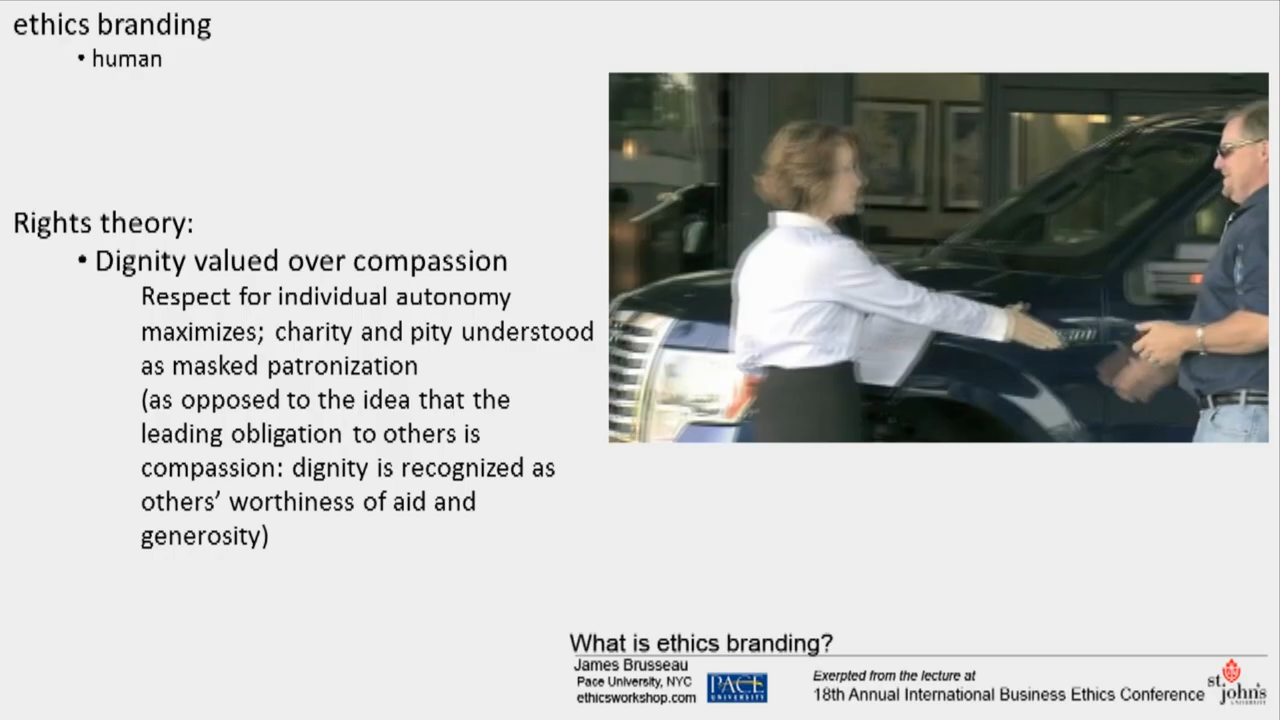 ethics branding
• human
Rights theory:
• Dignity valued over compassion
Respect for individual autonomy
maximizes; charity and pity understood
as masked patronization
(as opposed to the idea that the
leading obligation to others is
compassion: dignity is recognized as
others’ worthiness of aid and
generosity)
What is ethics branding?
James Brusseau
Pace University, NYC
ethicsworkshop.com
PACE
UNIVERSITY
Exerpted from the lecture at
18th Annual International Business Ethics Conference
st.
john's
UNIVERSITY